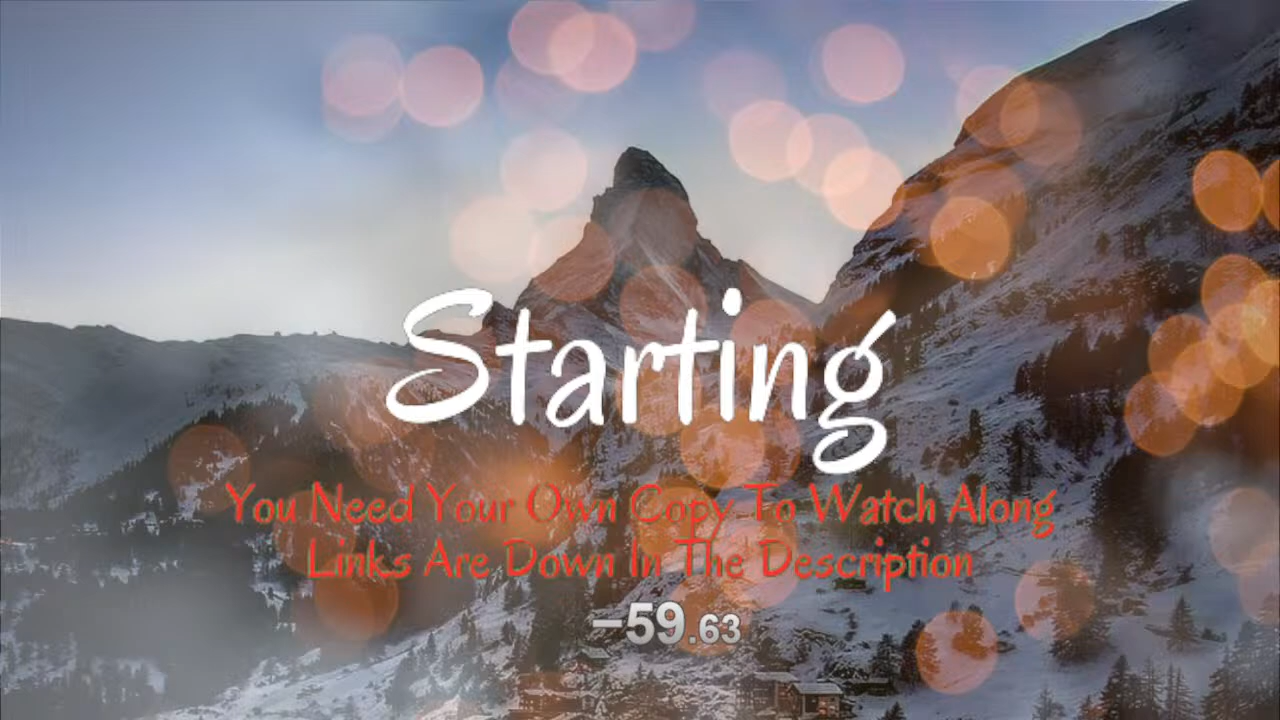 Starting
You Need Your Own Copy To Watch Along
Links Are Down In The Description
−59.63